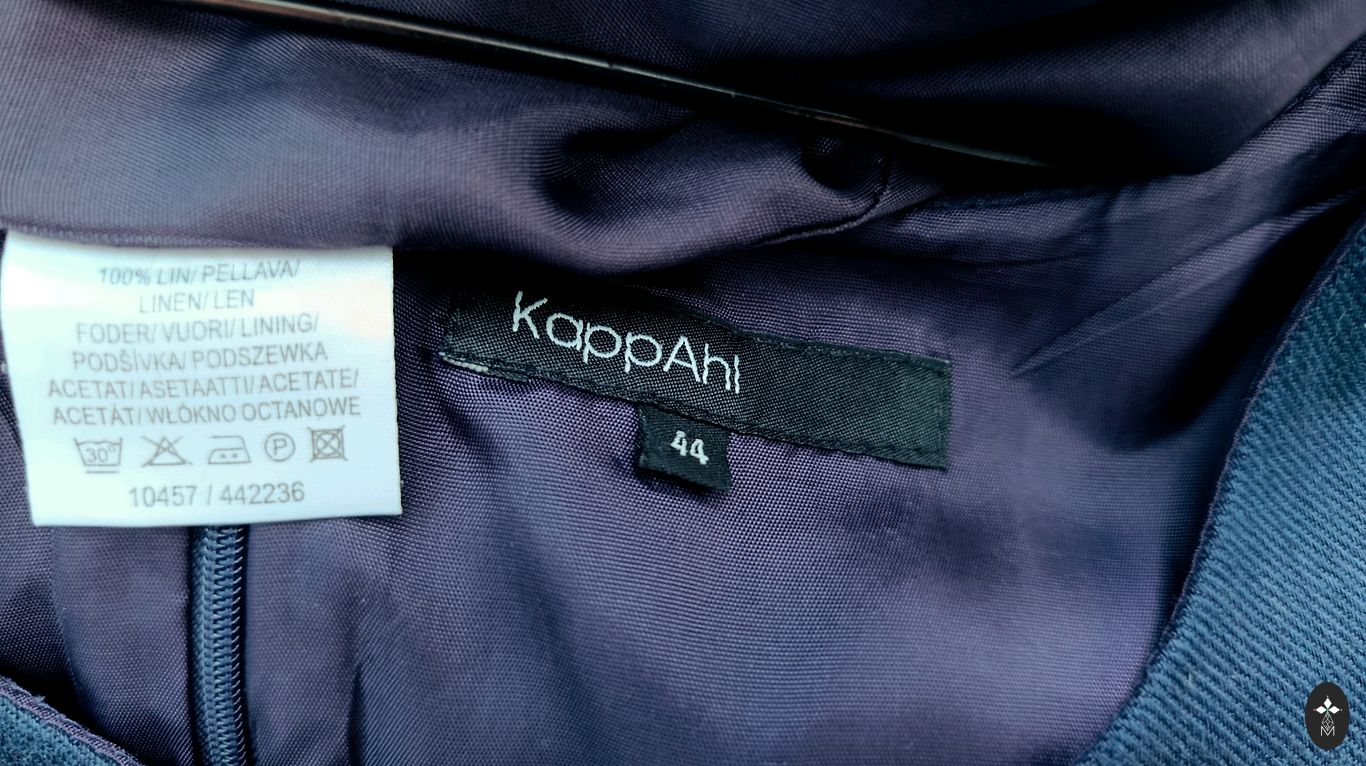 100% LIN/ PELLAVA/
LINEN/ LEN
FODER/ VUORI/ LINING/
PODŠÍVKA/ PODSZEWKA
ACETAT/ ASETAATTI/ ACETATE/
ACETÁT/ WŁÓKNO OCTANOWE
30° P
10457 / 442236
KappAhl
44
M